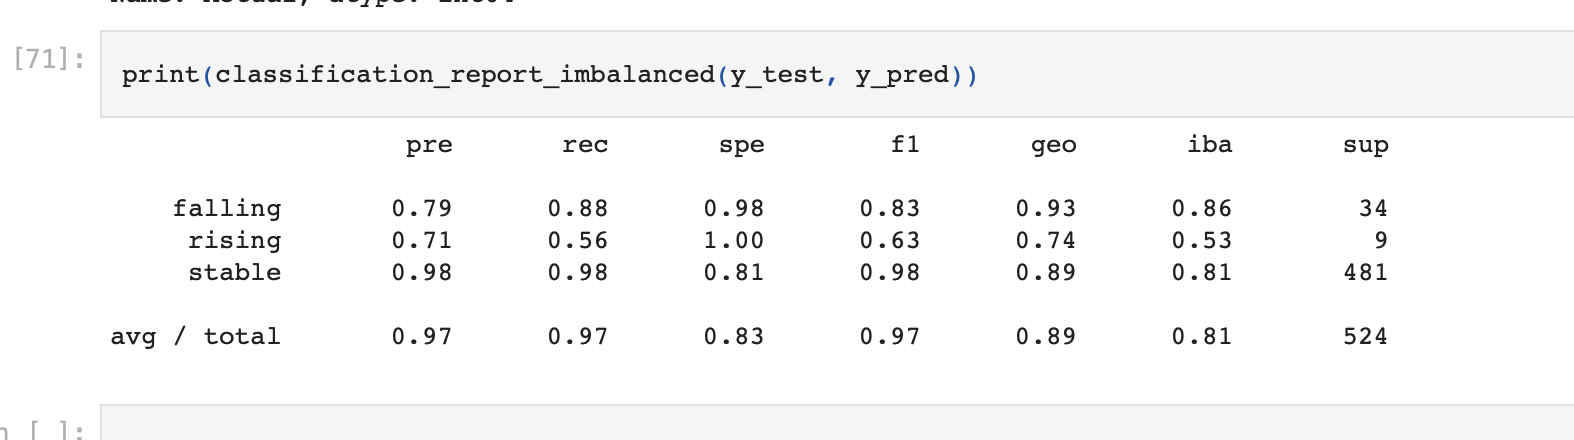 [71]:
print(classification_report_imbalanced(y_test, y_pred))
pre rec spe f1 geo iba sup
falling 0.79 0.88 0.98 0.83 0.93 0.86 34
rising 0.71 0.56 1.00 0.63 0.74 0.53 9
stable 0.98 0.98 0.81 0.98 0.89 0.81 481
avg / total 0.97 0.97 0.83 0.97 0.89 0.81 524
[ ]: